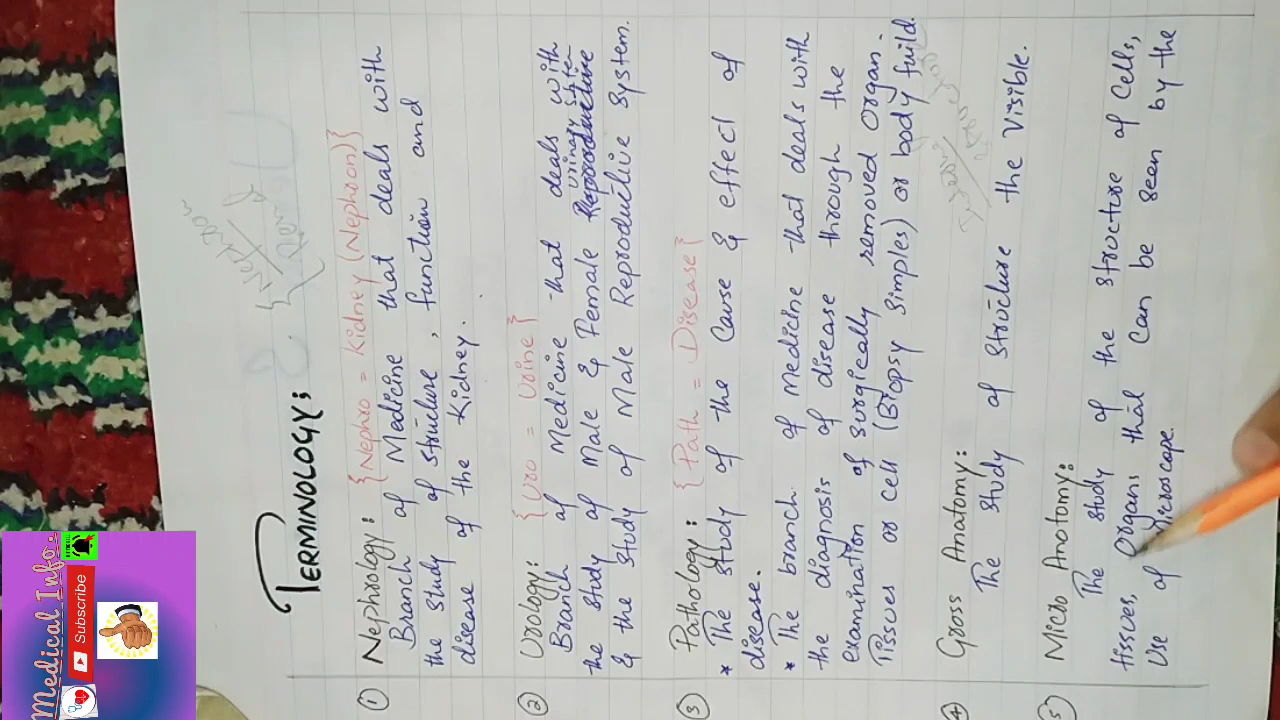 TERMINOLOGY:
① Nephrology: {Nephro = Kidney (Nephroon)}
Branch of Medicine that deals with
the study of structure, function and
disease of the Kidney.
② Urology: {Uro = Urine}
Branch of Medicine that deals with
the study of Male & Female urinary
& the study of Male Reproductive System.
③ Pathology: {Path = Disease}
* The study of the Cause & effect of
disease.
* The branch of Medicine that deals with
the diagnosis of disease through the
examination of surgically removed organ.
Tissues or cell (Biopsy simples) or body fuild.
④ Gross Anatomy:
The study of structure the Visible.
⑤ Micro Anotomy:
The study of the structure of Cells,
tissues, organs that Can be seen by the
Use of Microscope.
Medical Info.
Subscribe